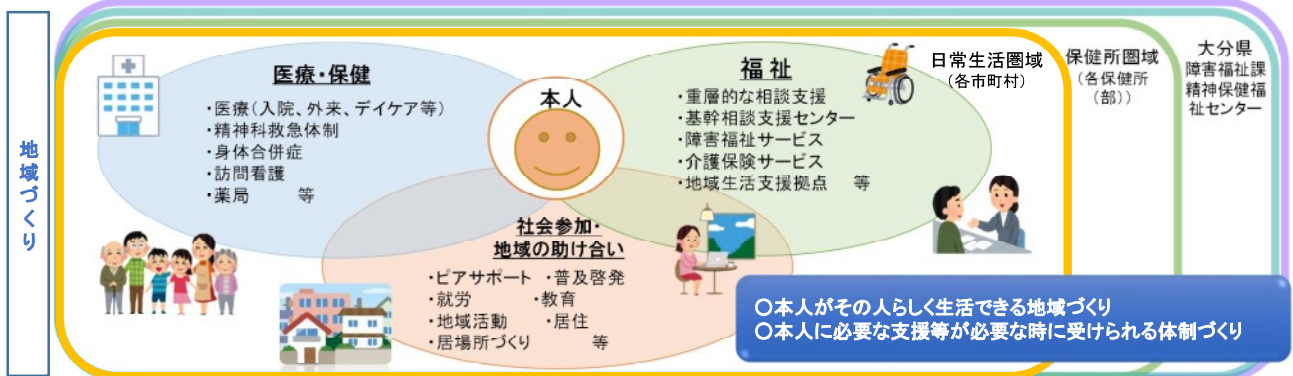 地域づくり
医療・保健
・医療(入院、外来、デイケア等)
・精神科救急体制
・身体合併症
・訪問看護
・薬局　　等
本人
福祉
・重層的な相談支援
・基幹相談支援センター
・障害福祉サービス
・介護保険サービス
・地域生活支援拠点　等
日常生活圏域
(各市町村)
保健所圏域
(各保健所
(部))
大分県
障害福祉課
精神保健福
祉センター
社会参加・
地域の助け合い
・ピアサポート　・普及啓発
・就労　　・教育
・地域活動　　・居住
・居場所づくり　　等
〇本人がその人らしく生活できる地域づくり
〇本人に必要な支援等が必要な時に受けられる体制づくり